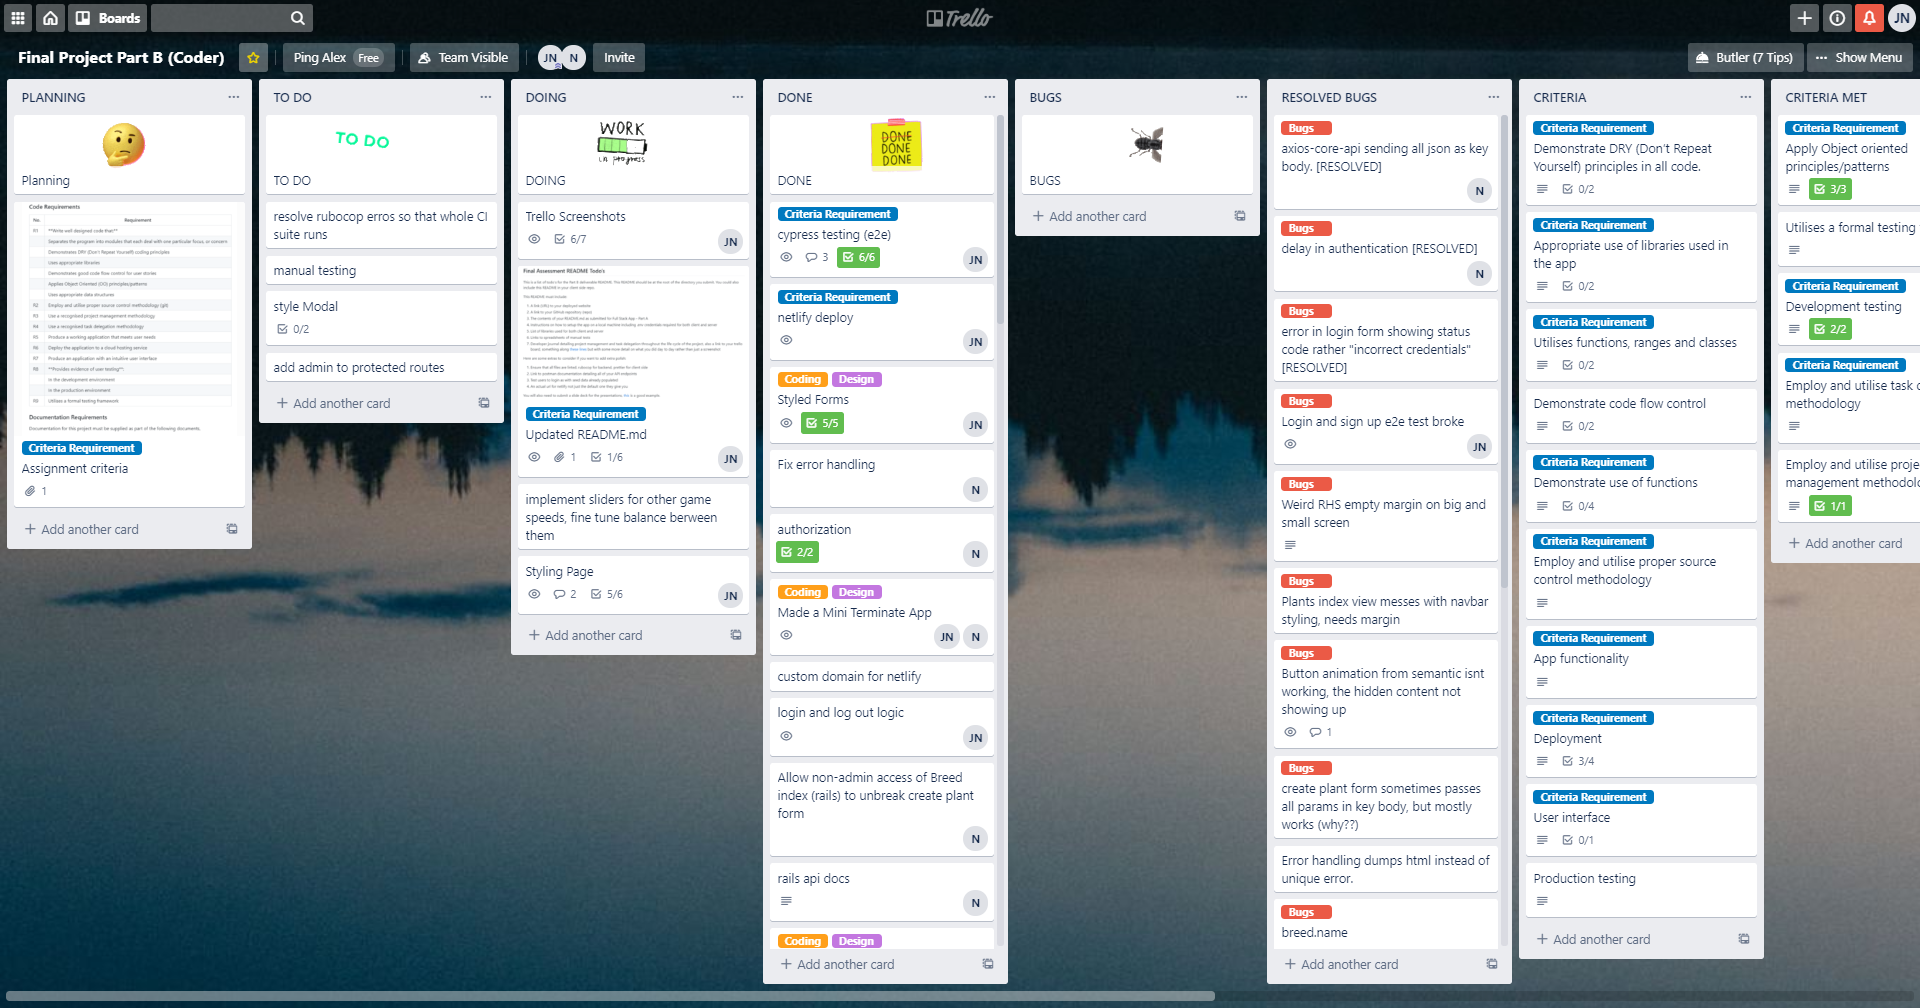 Boards
Trello
JN
Final Project Part B (Coder)
Ping Alex Free
Team Visible
JN N
Invite
Butler (7 Tips)
Show Menu
PLANNING
Planning
Code Requirements
Documentation Requirements
Criteria Requirement
Assignment criteria
1
Add another card
TO DO
TO DO
TO DO
resolve rubocop erros so that whole CI
suite runs
manual testing
style Modal
0/2
add admin to protected routes
Add another card
DOING
WORK
in progress
DOING
Trello Screenshots
6/7
JN
Final Assessment README Todo's
Criteria Requirement
Updated README.md
1 1/6
JN
implement sliders for other game
speeds, fine tune balance berween
them
Styling Page
2 5/6
JN
Add another card
DONE
DONE
DONE
DONE
DONE
Criteria Requirement
cypress testing (e2e)
3 6/6
JN
Criteria Requirement
netlify deploy
JN
Coding Design
Styled Forms
5/5
JN
Fix error handling
N
authorization
2/2
N
Coding Design
Made a Mini Terminate App
JN N
custom domain for netlify
login and log out logic
JN
Allow non-admin access of Breed
index (rails) to unbreak create plant
form
N
rails api docs
N
Coding Design
Add another card
BUGS
BUGS
Add another card
RESOLVED BUGS
Bugs
axios-core-api sending all json as key
body. [RESOLVED]
N
Bugs
delay in authentication [RESOLVED]
N
Bugs
error in login form showing status
code rather "incorrect credentials"
[RESOLVED]
Bugs
Login and sign up e2e test broke
JN
Bugs
Weird RHS empty margin on big and
small screen
Bugs
Plants index view messes with navbar
styling, needs margin
Bugs
Button animation from semantic isnt
working, the hidden content not
showing up
1
Bugs
create plant form sometimes passes
all params in key body, but mostly
works (why??)
Error handling dumps html instead of
unique error.
Bugs
breed.name
Add another card
CRITERIA
Criteria Requirement
Demonstrate DRY (Don't Repeat
Yourself) principles in all code.
0/2
Criteria Requirement
Appropriate use of libraries used in
the app
0/2
Criteria Requirement
Utilises functions, ranges and classes
0/2
Demonstrate code flow control
0/2
Criteria Requirement
Demonstrate use of functions
0/4
Criteria Requirement
Employ and utilise proper source
control methodology
Criteria Requirement
App functionality
Criteria Requirement
Deployment
3/4
Criteria Requirement
User interface
0/1
Production testing
Add another card
CRITERIA MET
Criteria Requirement
Apply Object oriented
principles/patterns
3/3
Utilises a formal testing
Criteria Requirement
Development testing
2/2
Criteria Requirement
Employ and utilise task
methodology
Employ and utilise proje
management methodol
1/1
Add another card